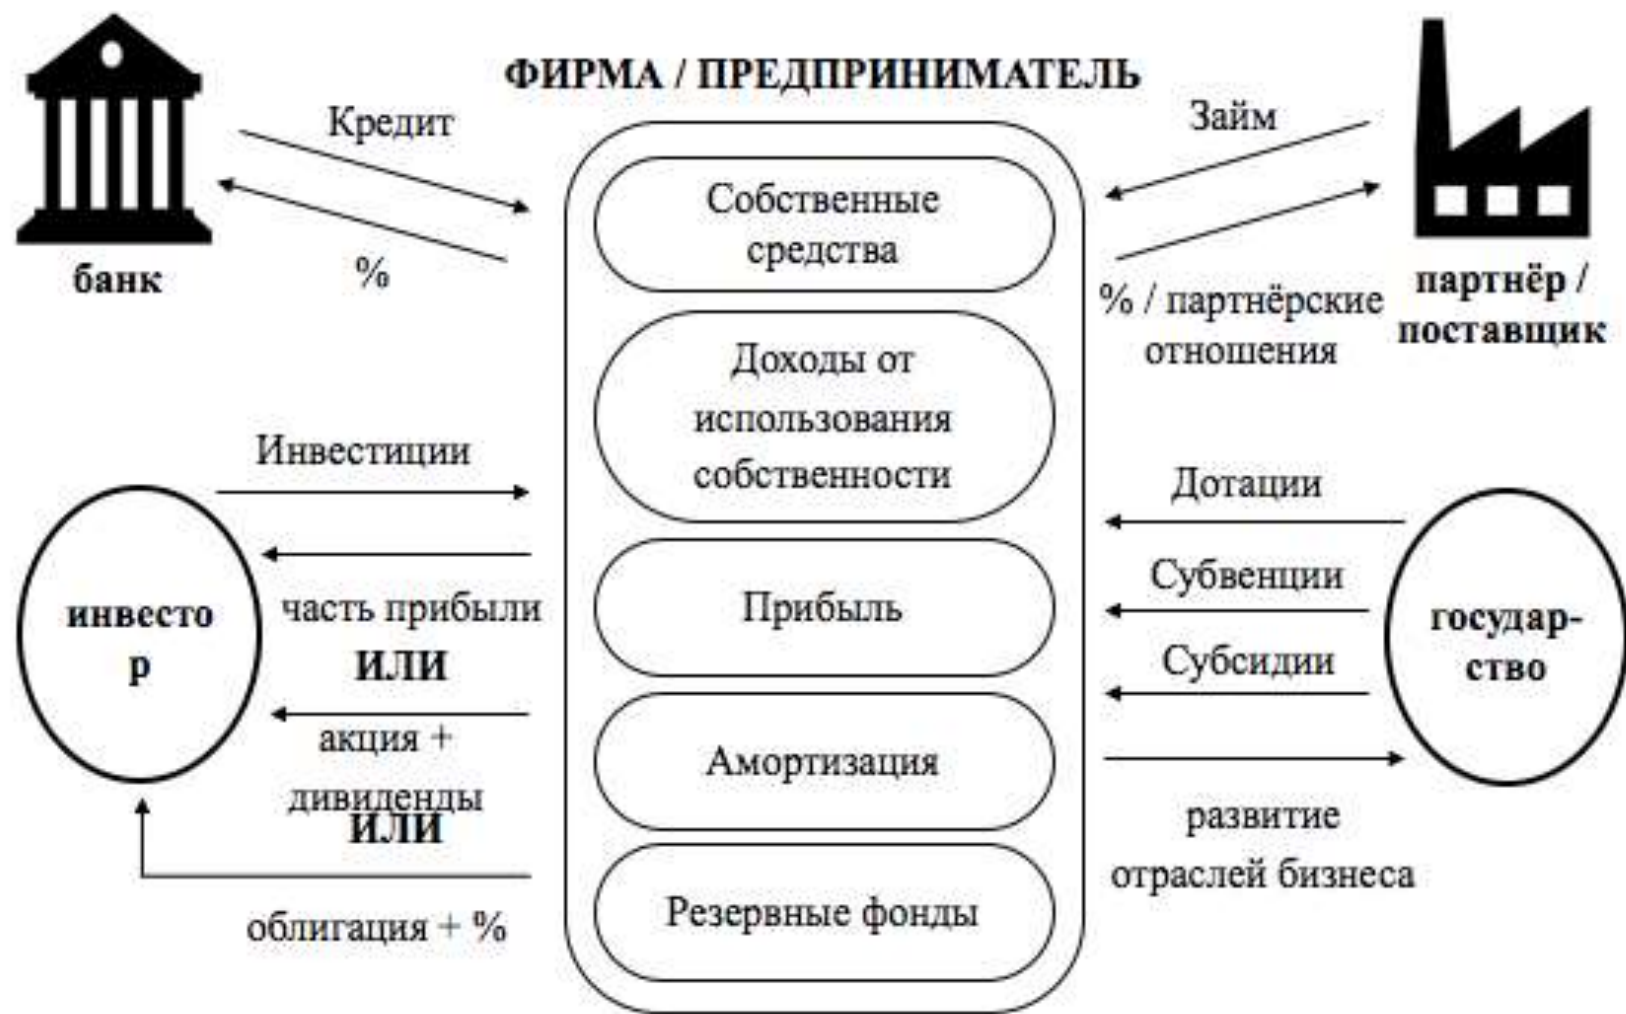 ФИРМА / ПРЕДПРИНИМАТЕЛЬ
Кредит
%
банк
Займ
% / партнёрские
отношения
партнёр /
поставщик
Собственные
средства
Доходы от
использования
собственности
Прибыль
Амортизация
Резервные фонды
Инвестиции
инвесто
р
часть прибыли
ИЛИ
акция +
дивиденды
ИЛИ
облигация + %
Дотации
Субвенции
Субсидии
государ-
ство
развитие
отраслей бизнеса